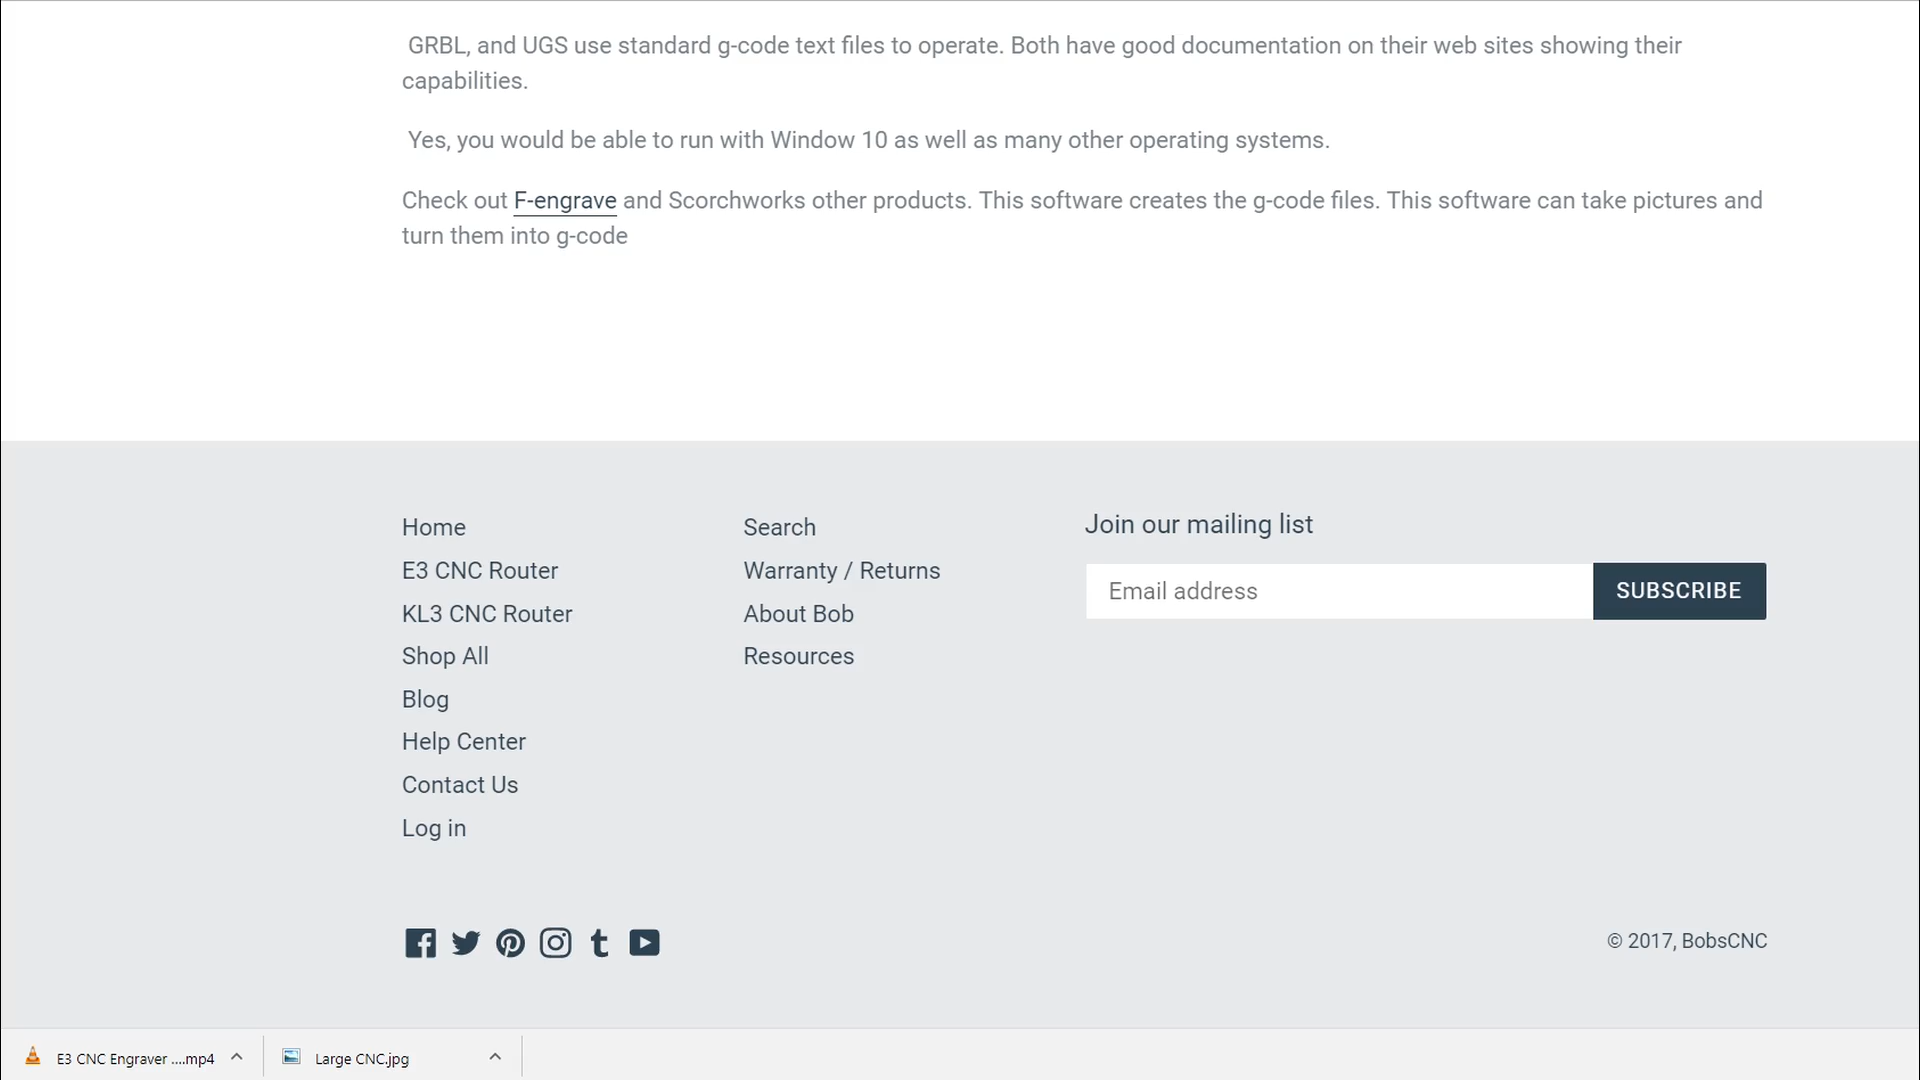 GRBL, and UGS use standard g-code text files to operate. Both have good documentation on their web sites showing their
capabilities.
Yes, you would be able to run with Window 10 as well as many other operating systems.
Check out F-engrave and Scorchworks other products. This software creates the g-code files. This software can take pictures and
turn them into g-code
Home
E3 CNC Router
KL3 CNC Router
Shop All
Blog
Help Center
Contact Us
Log in
Search
Warranty / Returns
About Bob
Resources
Join our mailing list
Email address
SUBSCRIBE
© 2017, BobsCNC
E3 CNC Engraver ....mp4
Large CNC.jpg